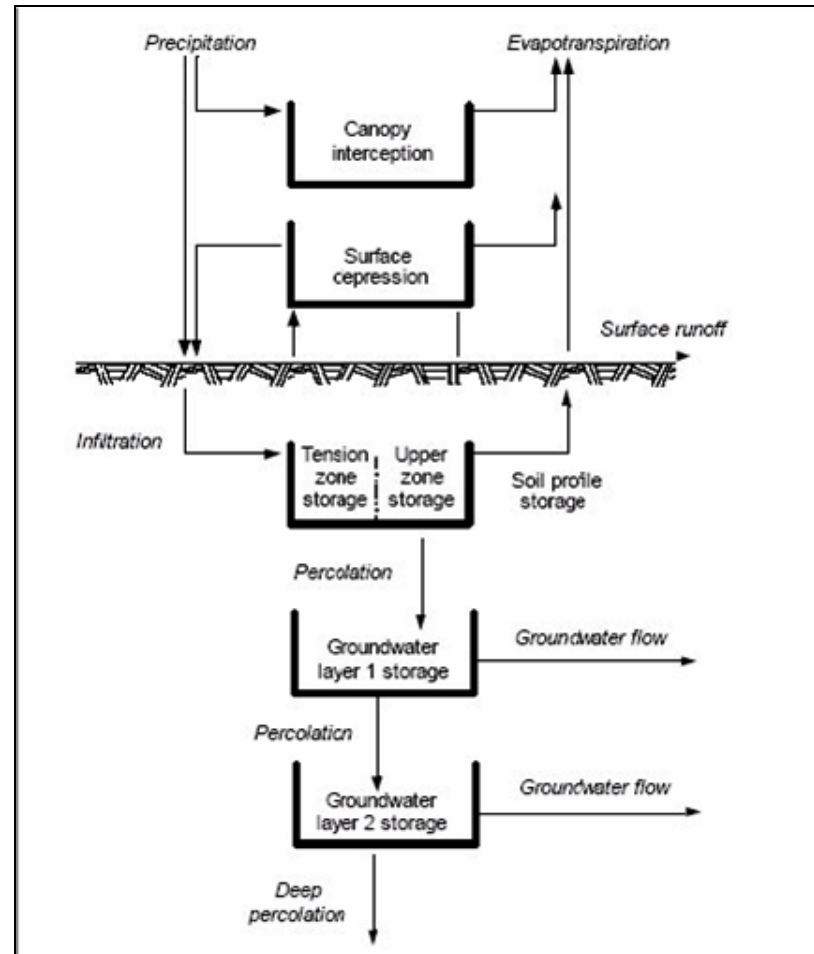 Precipitation
Evapotranspiration
Canopy
interception
Surface
cepression
Surface runoff
Infiltration
Tension
zone
storage
Upper
zone
storage
Soil profile
storage
Percolation
Groundwater
layer 1 storage
Groundwater flow
Percolation
Groundwater
layer 2 storage
Groundwater flow
Deep
percolation